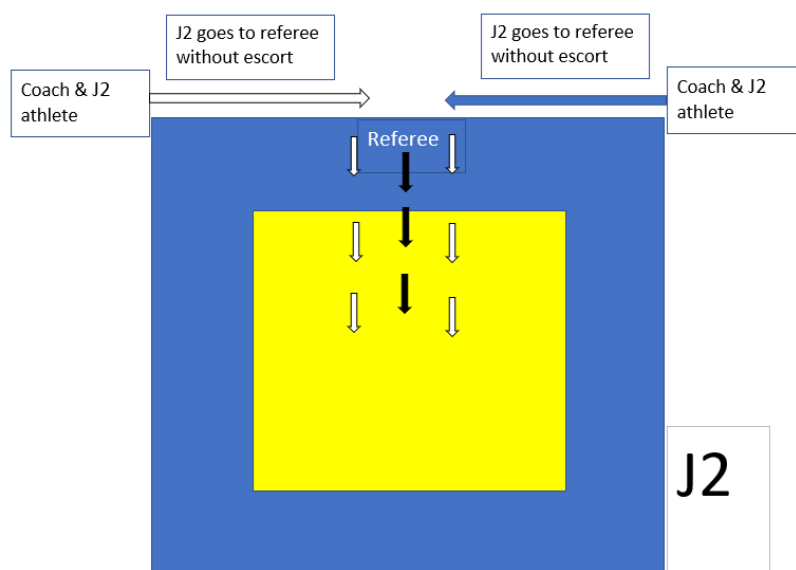 J2 goes to referee
without escort
J2 goes to referee
without escort
Coach & J2
athlete
Coach & J2
athlete
Referee
J2